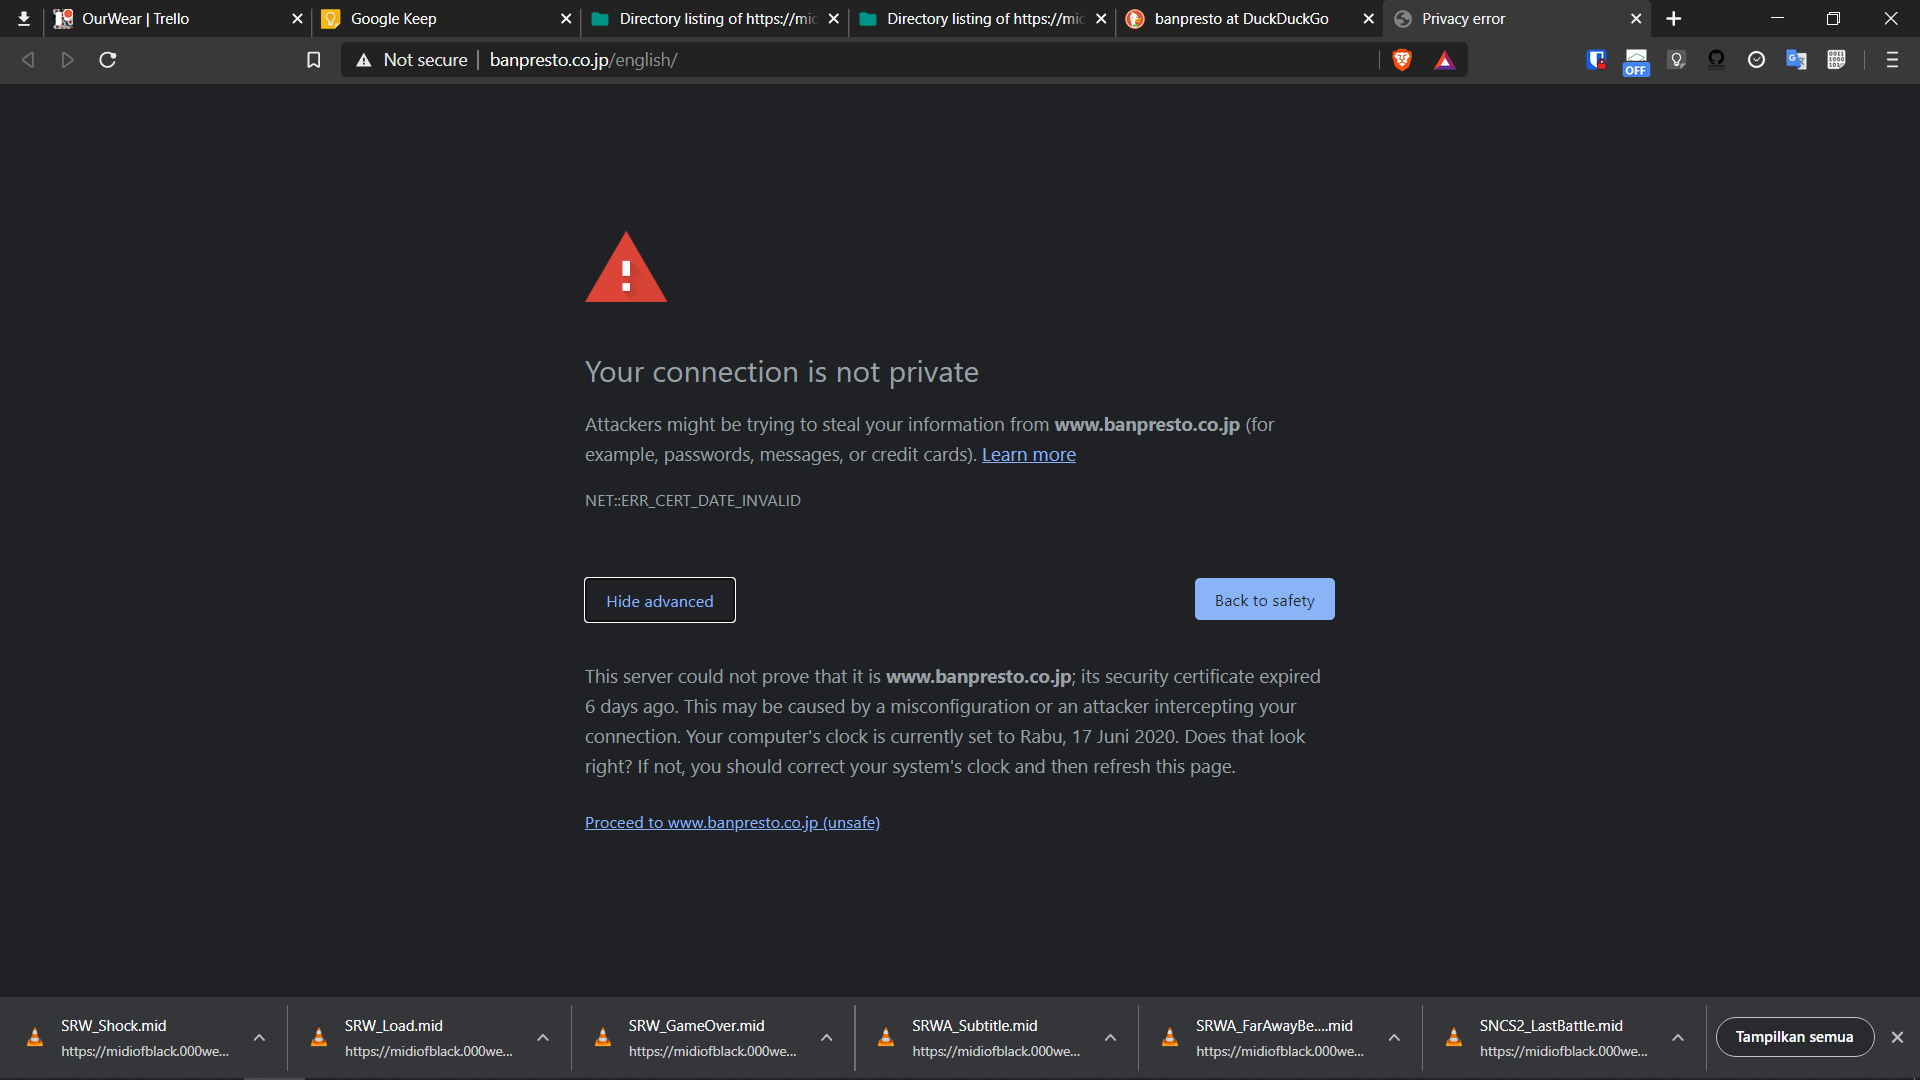 OurWear | Trello
Google Keep
Directory listing of https://mid
Directory listing of https://mid
banpresto at DuckDuckGo
Privacy error
Not secure
banpresto.co.jp/english/
OFF
Your connection is not private
Attackers might be trying to steal your information from www.banpresto.co.jp (for
example, passwords, messages, or credit cards). Learn more
NET::ERR_CERT_DATE_INVALID
Hide advanced
Back to safety
This server could not prove that it is www.banpresto.co.jp; its security certificate expired
6 days ago. This may be caused by a misconfiguration or an attacker intercepting your
connection. Your computer's clock is currently set to Rabu, 17 Juni 2020. Does that look
right? If not, you should correct your system's clock and then refresh this page.
Proceed to www.banpresto.co.jp (unsafe)
SRW_Shock.mid
https://midiofblack.000we...
SRW_Load.mid
https://midiofblack.000we...
SRW_GameOver.mid
https://midiofblack.000we...
SRWA_Subtitle.mid
https://midiofblack.000we...
SRWA_FarAwayBe....mid
https://midiofblack.000we...
SNCS2_LastBattle.mid
https://midiofblack.000we...
Tampilkan semua